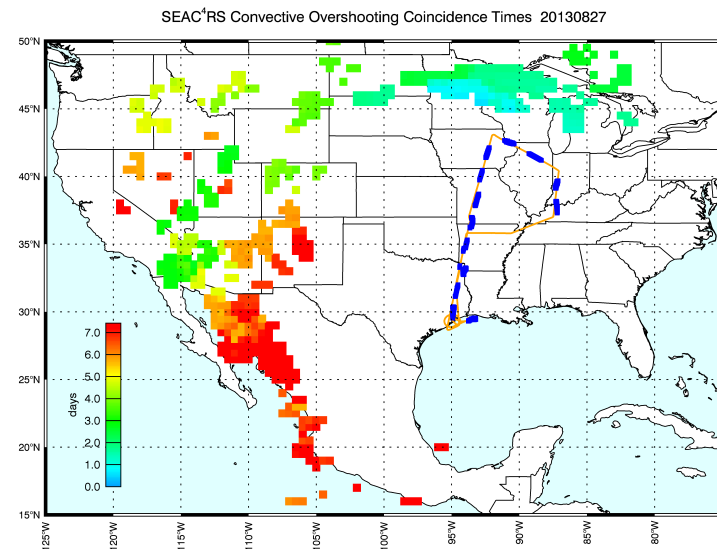 SEAC⁴RS Convective Overshooting Coincidence Times 20130827
50°N
45°N
40°N
35°N
30°N
25°N
20°N
15°N
days
7.0
6.0
5.0
4.0
3.0
2.0
1.0
0.0
125°W
120°W
115°W
110°W
105°W
100°W
95°W
90°W
85°W
80°W